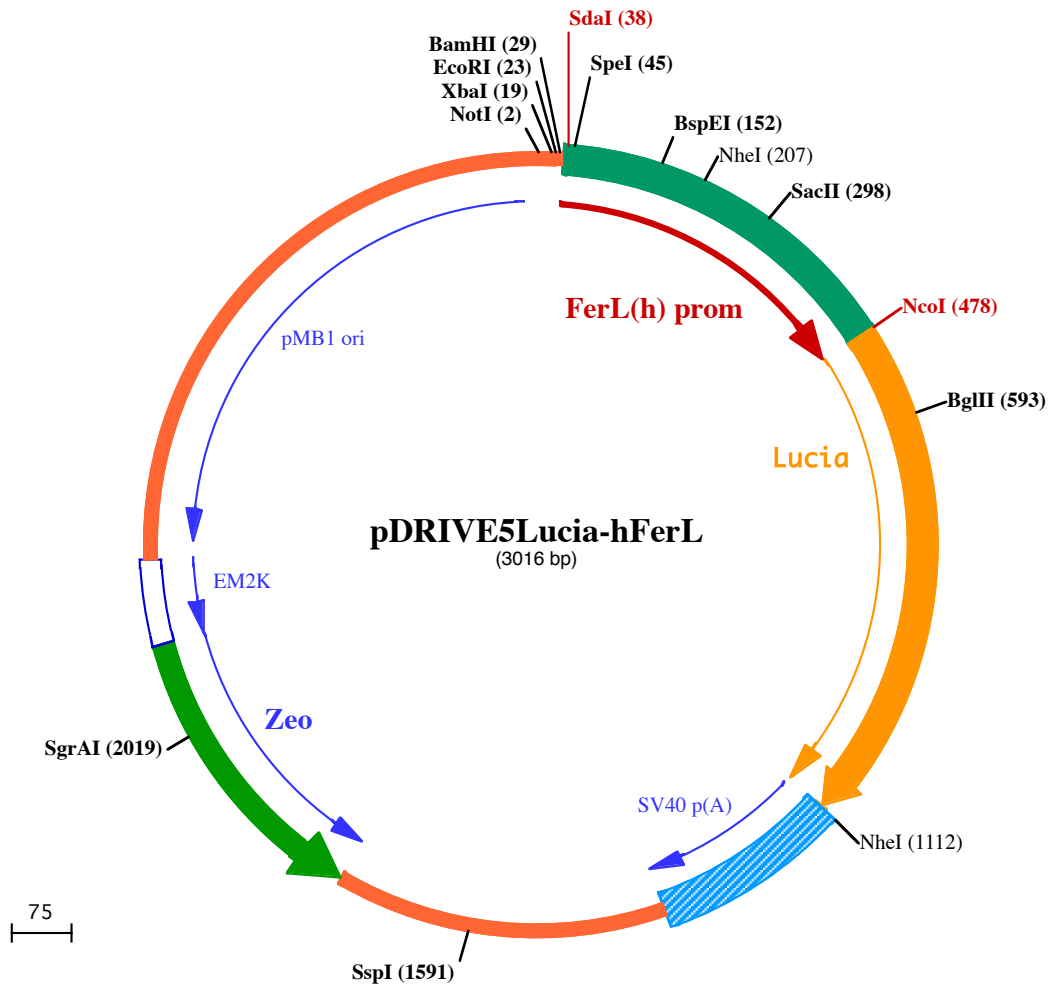 SdaI (38)
BamHI (29)
EcoRI (23)
SpeI (45)
XbaI (19)
NotI (2)
BspEI (152)
NheI (207)
SacII (298)
FerL(h) prom
NcoI (478)
pMB1 ori
BglII (593)
Lucia
pDRIVE5Lucia-hFerL
(3016 bp)
EM2K
Zeo
SgrAI (2019)
SV40 p(A)
NheI (1112)
75
SspI (1591)